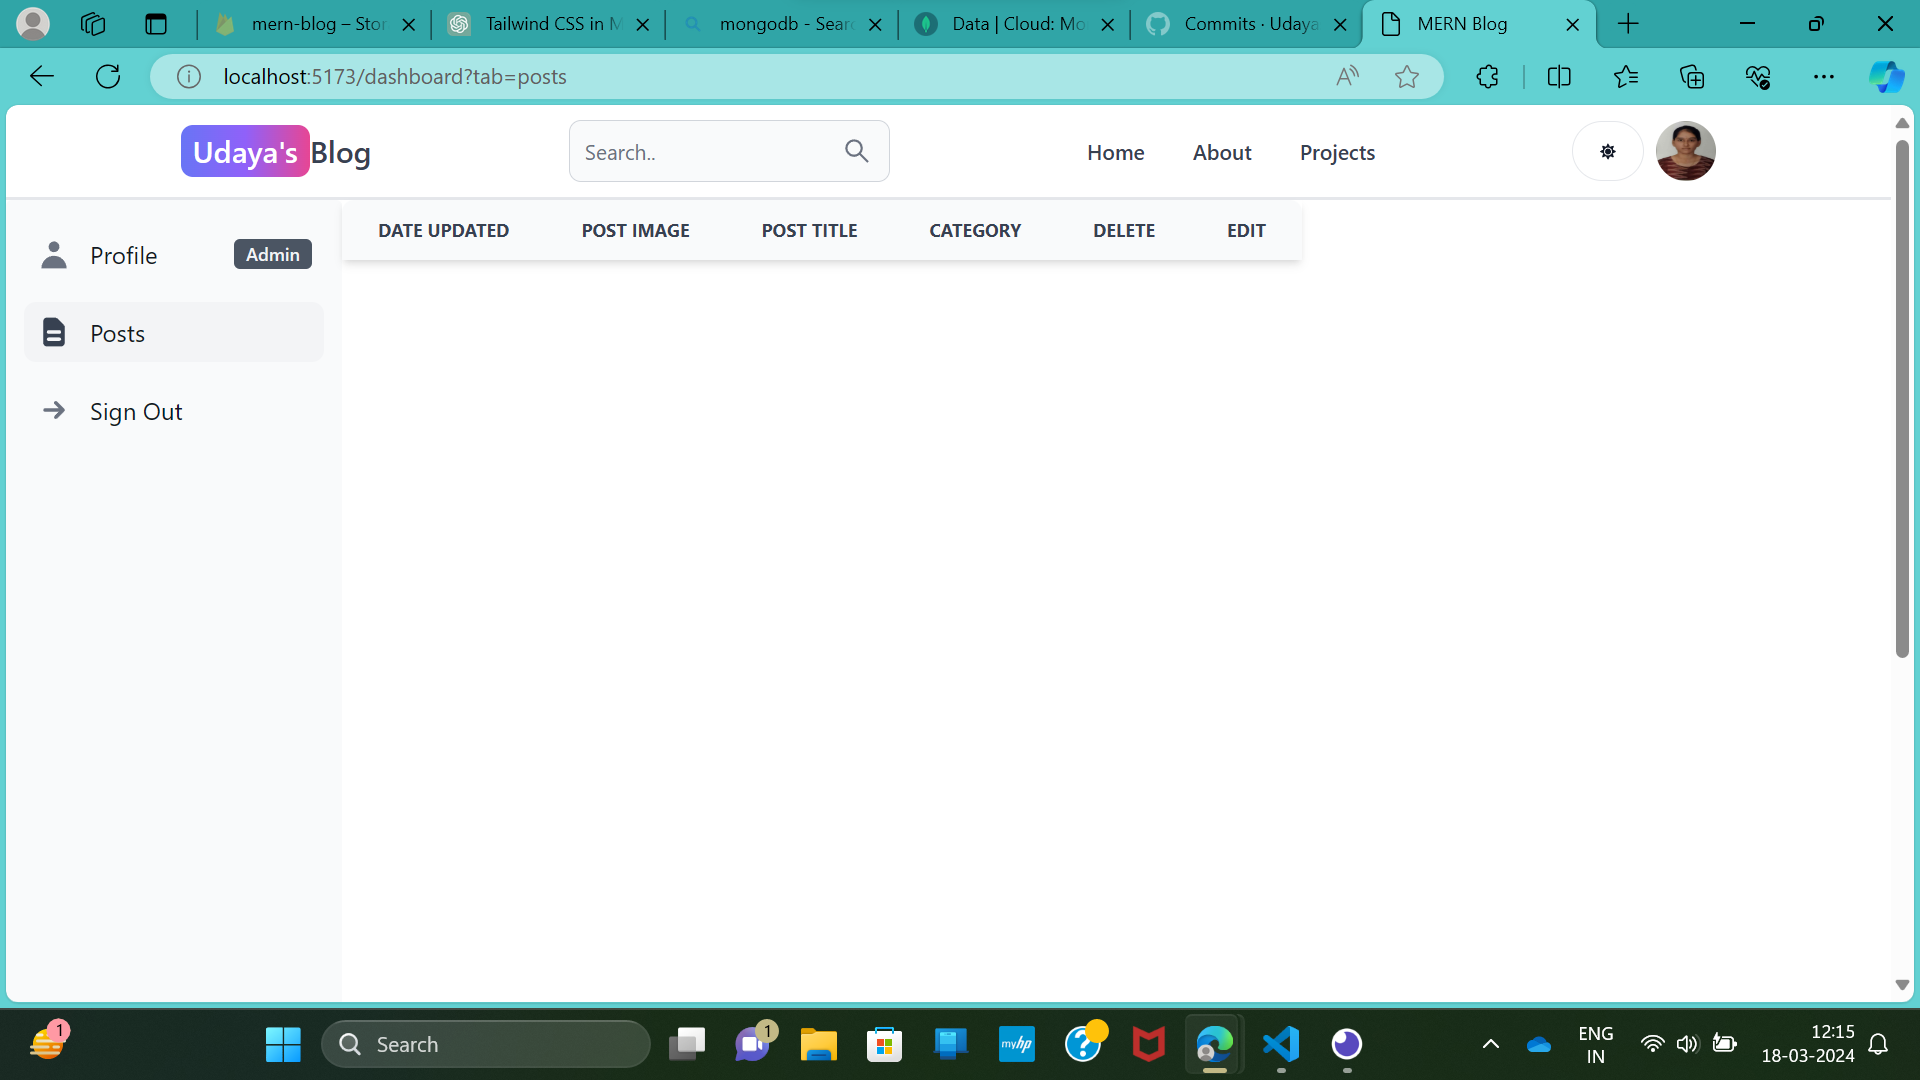 mern-blog – Stor
Tailwind CSS in M
mongodb - Sear
Data | Cloud: Mo
Commits · Udaya
MERN Blog
localhost:5173/dashboard?tab=posts
Udaya's Blog
Search..
Home
About
Projects
Profile
Admin
Posts
Sign Out
DATE UPDATED
POST IMAGE
POST TITLE
CATEGORY
DELETE
EDIT
1
Search
1
myhp
?
ENG
IN
12:15
18-03-2024